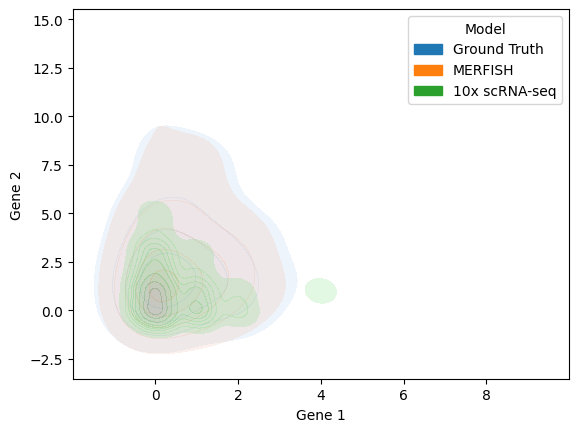 Model
Ground Truth
MERFISH
10x scRNA-seq
15.0
12.5
10.0
7.5
5.0
2.5
0.0
−2.5
Gene 2
0 2 4 6 8
Gene 1